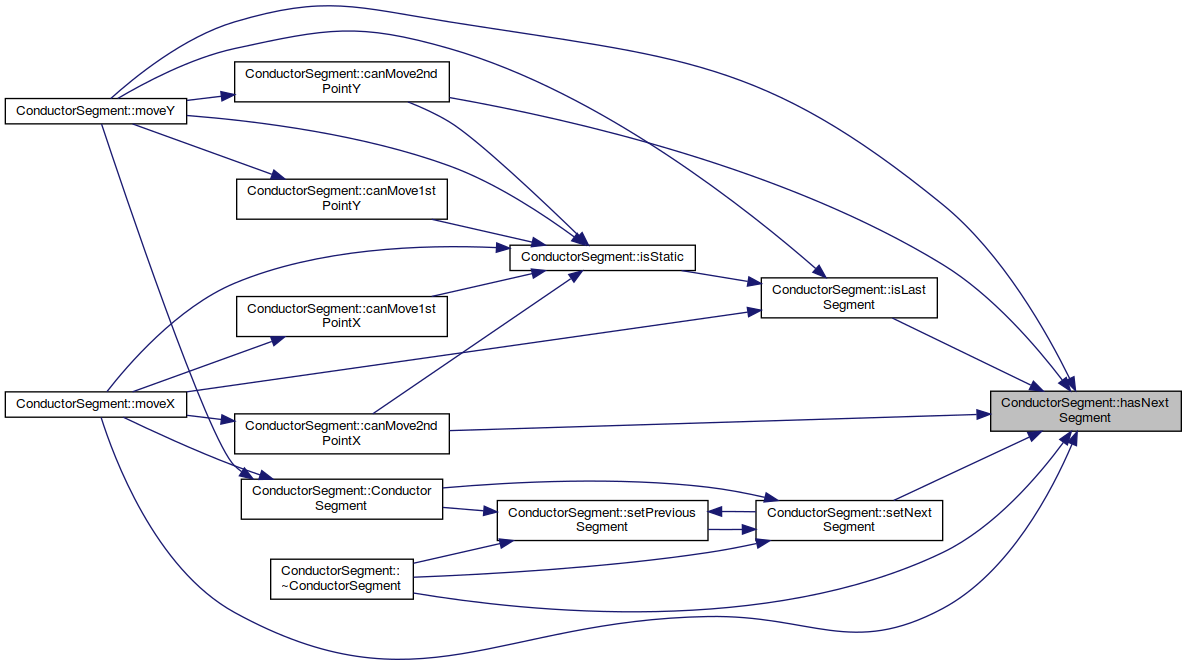 ConductorSegment::canMove2nd
PointY
ConductorSegment::moveY
ConductorSegment::canMove1st
PointY
ConductorSegment::isStatic
ConductorSegment::isLast
Segment
ConductorSegment::canMove1st
PointX
ConductorSegment::moveX
ConductorSegment::hasNext
Segment
ConductorSegment::canMove2nd
PointX
ConductorSegment::Conductor
Segment
ConductorSegment::setPrevious
Segment
ConductorSegment::setNext
Segment
ConductorSegment::
~ConductorSegment